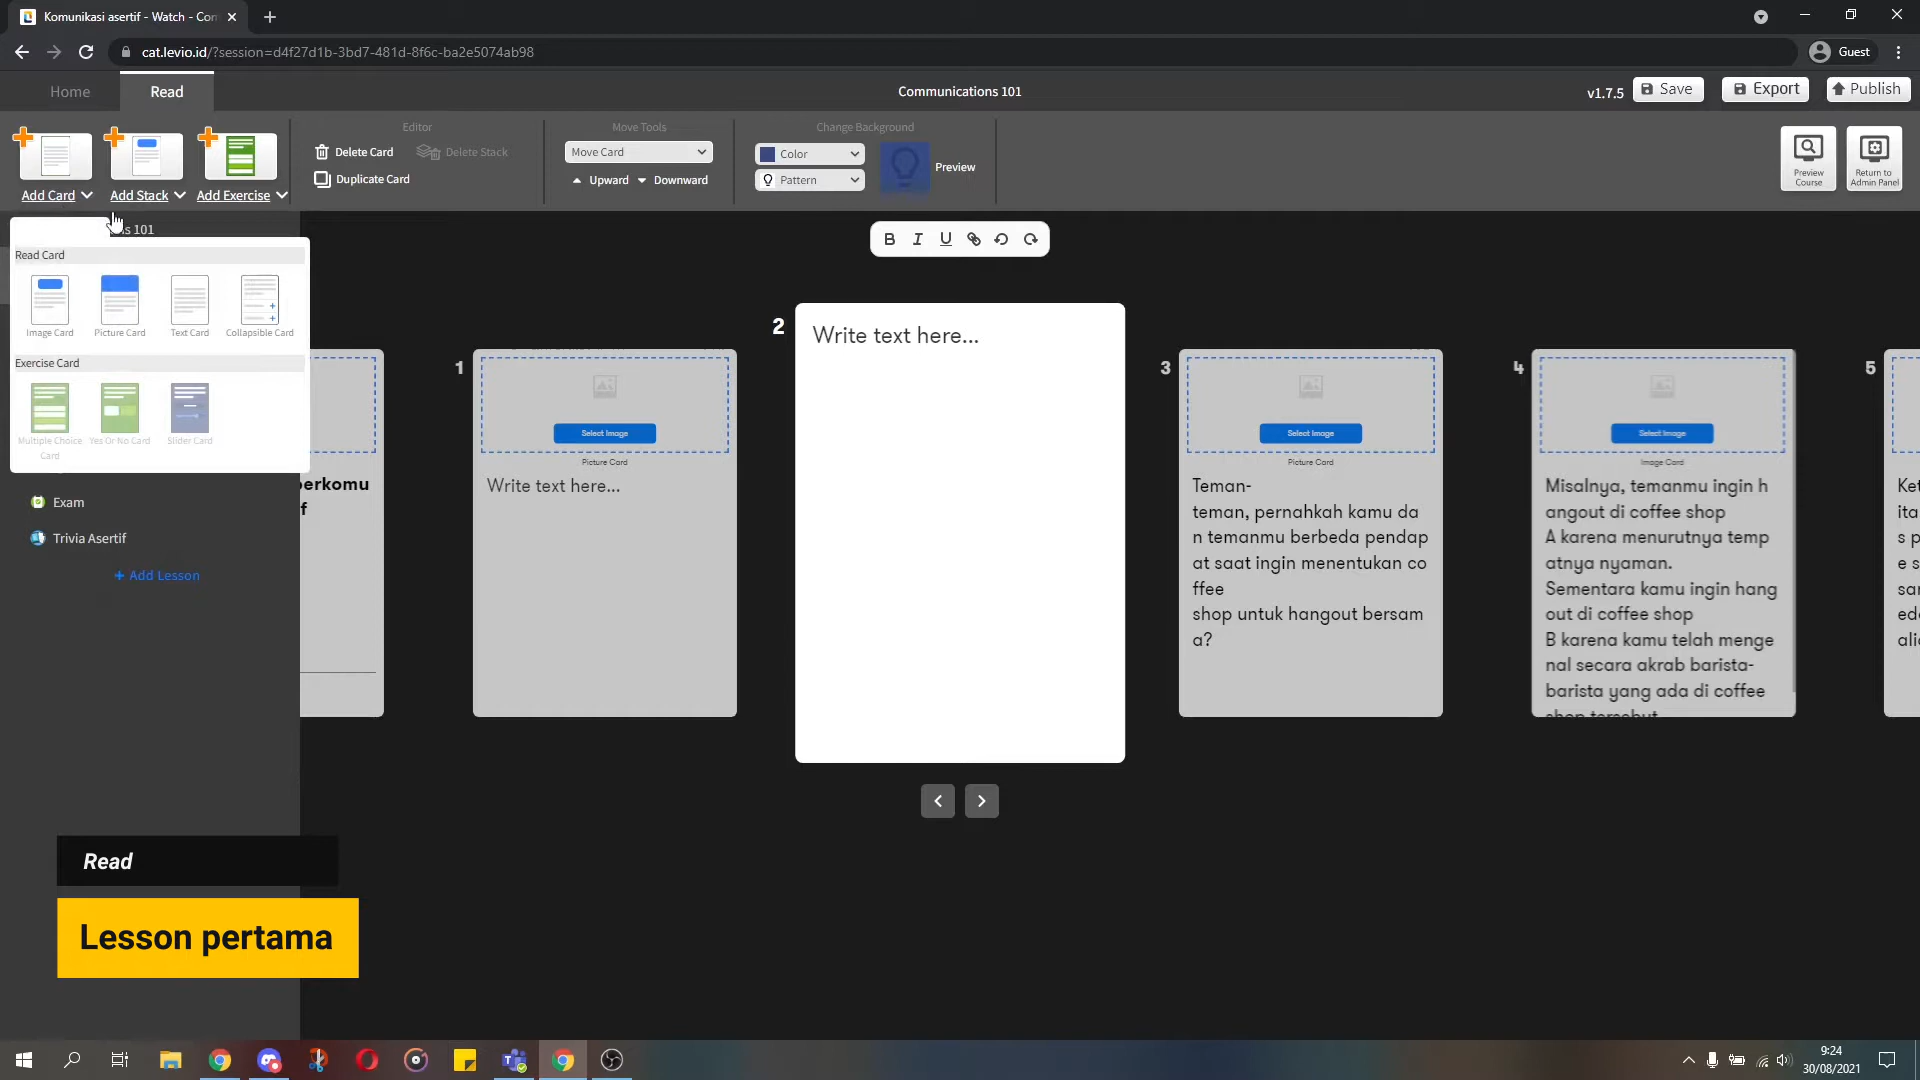 Komunikasi asertif - Watch - Con
cat.levio.id/?session=d4f27d1b-3bd7-481d-8f6c-ba2e5074ab98
Guest
Home
Read
Communications 101
v1.7.5
Save
Export
Publish
Add Card
Add Stack
Add Exercise
Editor
Delete Card
Delete Stack
Duplicate Card
Move Tools
Move Card
Upward
Downward
Change Background
Color
Pattern
Preview
Preview
Course
Return to
Admin Panel
s 101
Read Card
Image Card
Picture Card
Text Card
Collapsible Card
Exercise Card
Multiple Choice
Card
Yes Or No Card
Slider Card
Exam
Trivia Asertif
+ Add Lesson
B I U
berkomu
f
1
Select Image
Picture Card
Write text here...
2
Write text here...
3
Select Image
Picture Card
Teman-
teman, pernahkah kamu da
n temanmu berbeda pendap
at saat ingin menentukan co
ffee
shop untuk hangout bersam
a?
4
Select Image
Image Card
Misalnya, temanmu ingin h
angout di coffee shop
A karena menurutnya temp
atnya nyaman.
Sementara kamu ingin hang
out di coffee shop
B karena kamu telah menge
nal secara akrab barista-
barista yang ada di coffee
shop tersebut
5
Ket
ita
s p
e s
sar
ed
ali
Read
Lesson pertama
9:24
30/08/2021